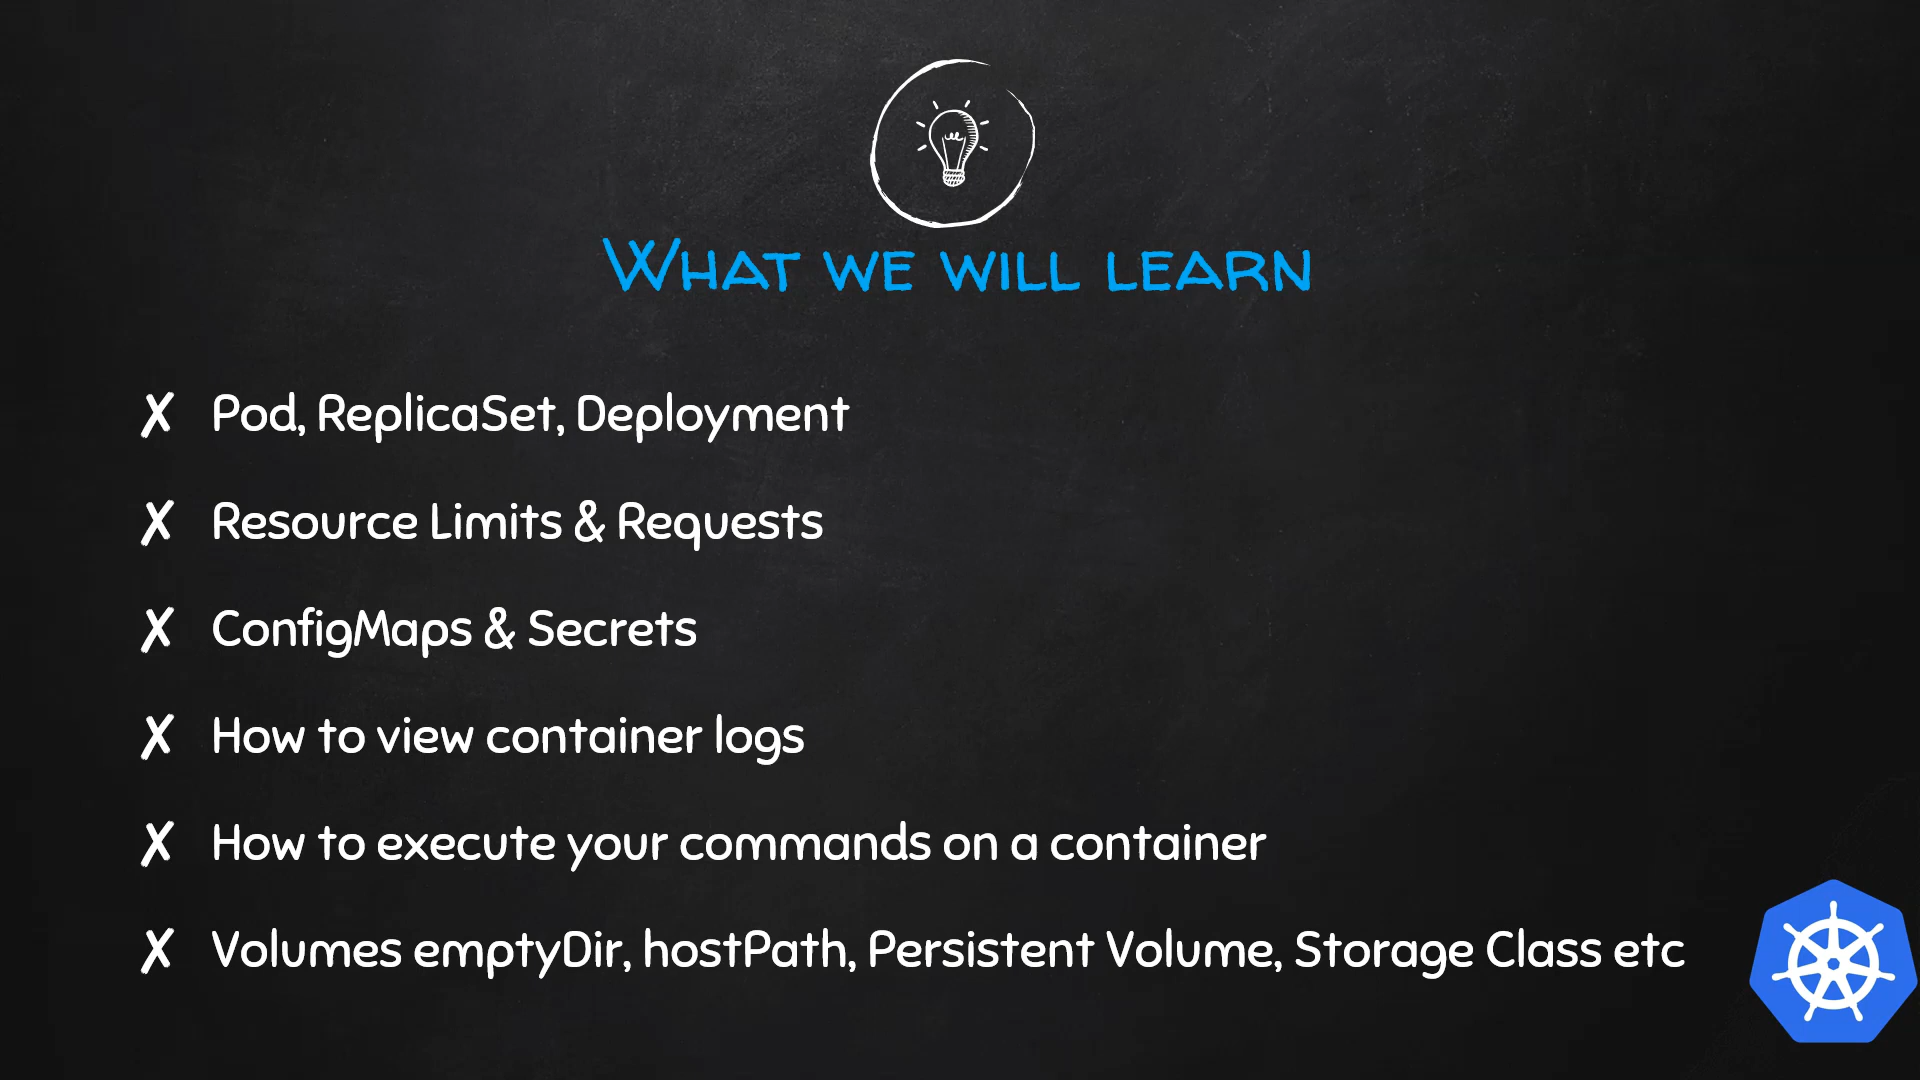 What we will learn
✗ Pod, ReplicaSet, Deployment
✗ Resource Limits & Requests
✗ ConfigMaps & Secrets
✗ How to view container logs
✗ How to execute your commands on a container
✗ Volumes emptyDir, hostPath, Persistent Volume, Storage Class etc